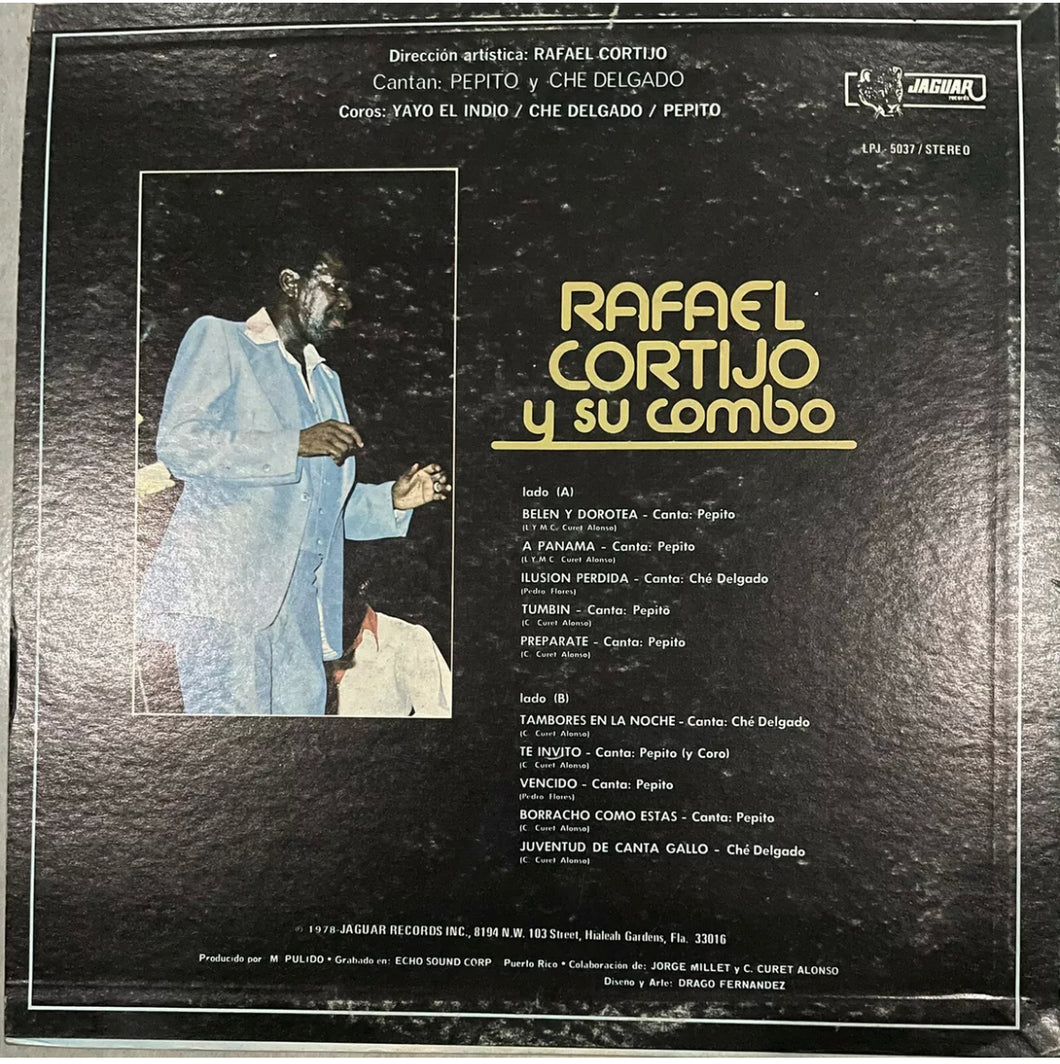 Dirección artística: RAFAEL CORTIJO
Cantan: PEPITO y CHE DELGADO
Coros: YAYO EL INDIO / CHE DELGADO / PEPITO
JAGUAR
records
LPJ - 5037 / STEREO
RAFAEL
CORTIJO
y su combo
lado (A)
BELEN Y DOROTEA - Canta: Pepito
(L Y M C. Curet Alonso)
A PANAMA - Canta: Pepito
(L Y M C. Curet Alonso)
ILUSION PERDIDA - Canta: Ché Delgado
(Pedro Flores)
TUMBIN - Canta: Pepito
(C. Curet Alonso)
PREPARATE - Canta: Pepito
(C. Curet Alonso)
lado (B)
TAMBORES EN LA NOCHE - Canta: Ché Delgado
(C. Curet Alonso)
TE INVITO - Canta: Pepito (y Coro)
(C. Curet Alonso)
VENCIDO - Canta: Pepito
(Pedro Flores)
BORRACHO COMO ESTAS - Canta: Pepito
(C. Curet Alonso)
JUVENTUD DE CANTA GALLO - Ché Delgado
(C. Curet Alonso)
℗ 1978-JAGUAR RECORDS INC., 8194 N.W. 103 Street, Hialeah Gardens, Fla. 33016
Producido por M PULIDO • Grabado en: ECHO SOUND CORP Puerto Rico • Colaboración de: JORGE MILLET y C. CURET ALONSO
Diseno y Arte: DRAGO FERNANDEZ